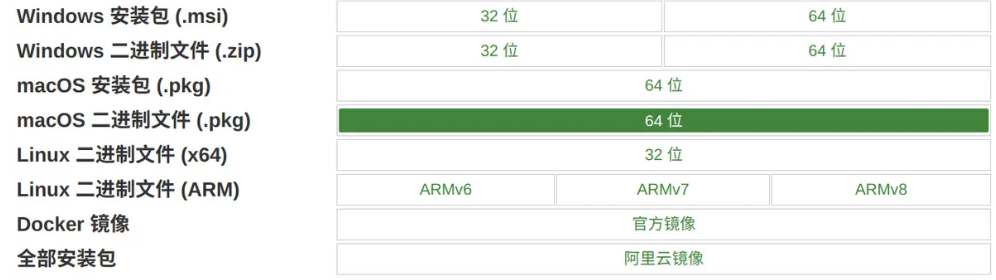 Windows 安装包 (.msi) 32 位 64 位
Windows 二进制文件 (.zip) 32 位 64 位
macOS 安装包 (.pkg) 64 位
macOS 二进制文件 (.pkg) 64 位
Linux 二进制文件 (x64) 32 位
Linux 二进制文件 (ARM) ARMv6 ARMv7 ARMv8
Docker 镜像 官方镜像
全部安装包 阿里云镜像